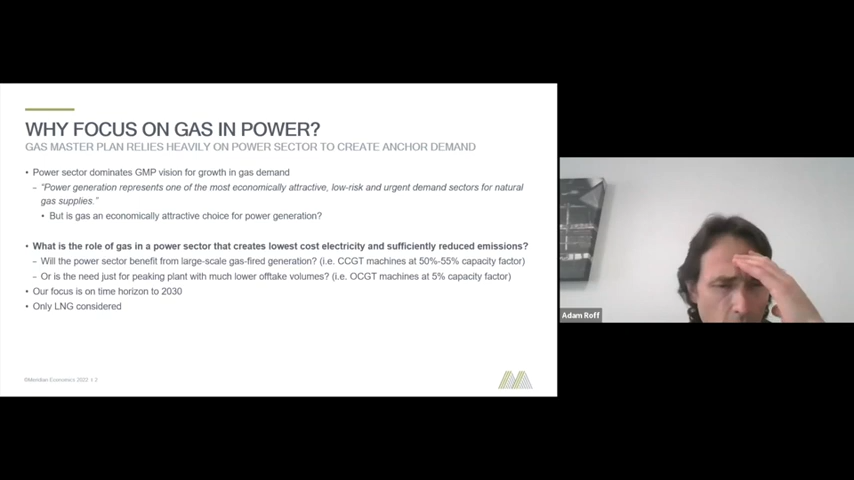 WHY FOCUS ON GAS IN POWER?
GAS MASTER PLAN RELIES HEAVILY ON POWER SECTOR TO CREATE ANCHOR DEMAND
• Power sector dominates GMP vision for growth in gas demand
– "Power generation represents one of the most economically attractive, low-risk and urgent demand sectors for natural
gas supplies."
• But is gas an economically attractive choice for power generation?
• What is the role of gas in a power sector that creates lowest cost electricity and sufficiently reduced emissions?
– Will the power sector benefit from large-scale gas-fired generation? (i.e. CCGT machines at 50%-55% capacity factor)
– Or is the need just for peaking plant with much lower offtake volumes? (i.e. OCGT machines at 5% capacity factor)
• Our focus is on time horizon to 2030
• Only LNG considered
©Meridian Economics 2022
Adam Roff